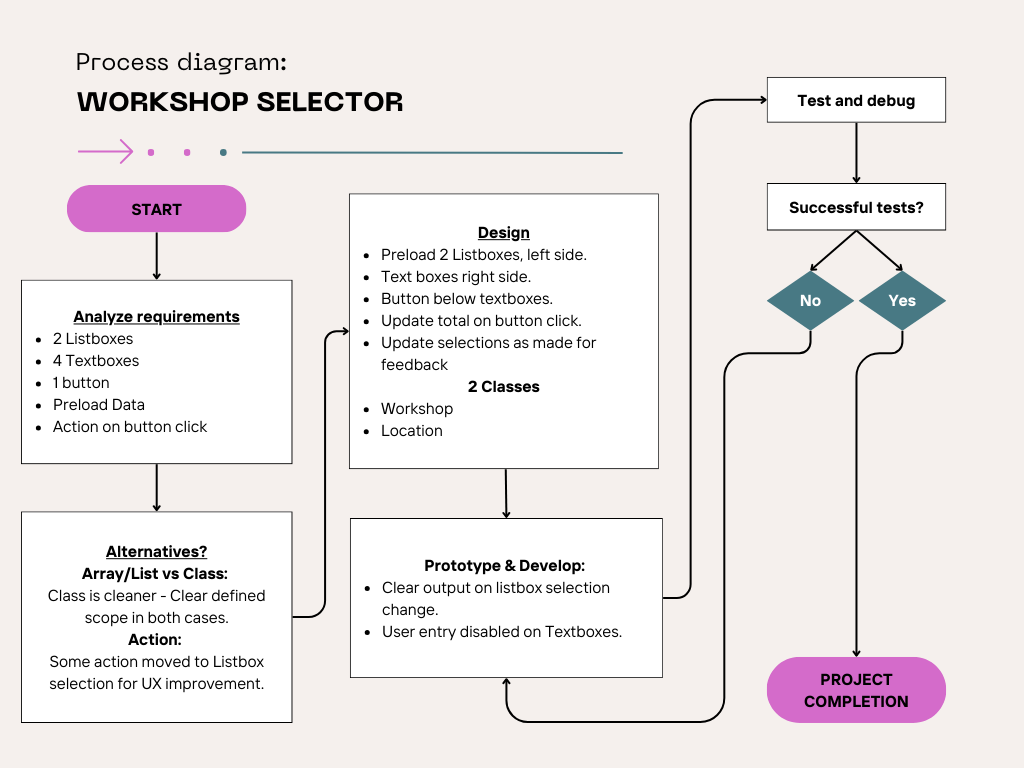 Process diagram:
WORKSHOP SELECTOR
START
Analyze requirements
2 Listboxes
4 Textboxes
1 button
Preload Data
Action on button click
Alternatives?
Array/List vs Class:
Class is cleaner - Clear defined
scope in both cases.
Action:
Some action moved to Listbox
selection for UX improvement.
Design
Preload 2 Listboxes, left side.
Text boxes right side.
Button below textboxes.
Update total on button click.
Update selections as made for
feedback
2 Classes
Workshop
Location
Prototype & Develop:
Clear output on listbox selection
change.
User entry disabled on Textboxes.
Test and debug
Successful tests?
No
Yes
PROJECT
COMPLETION